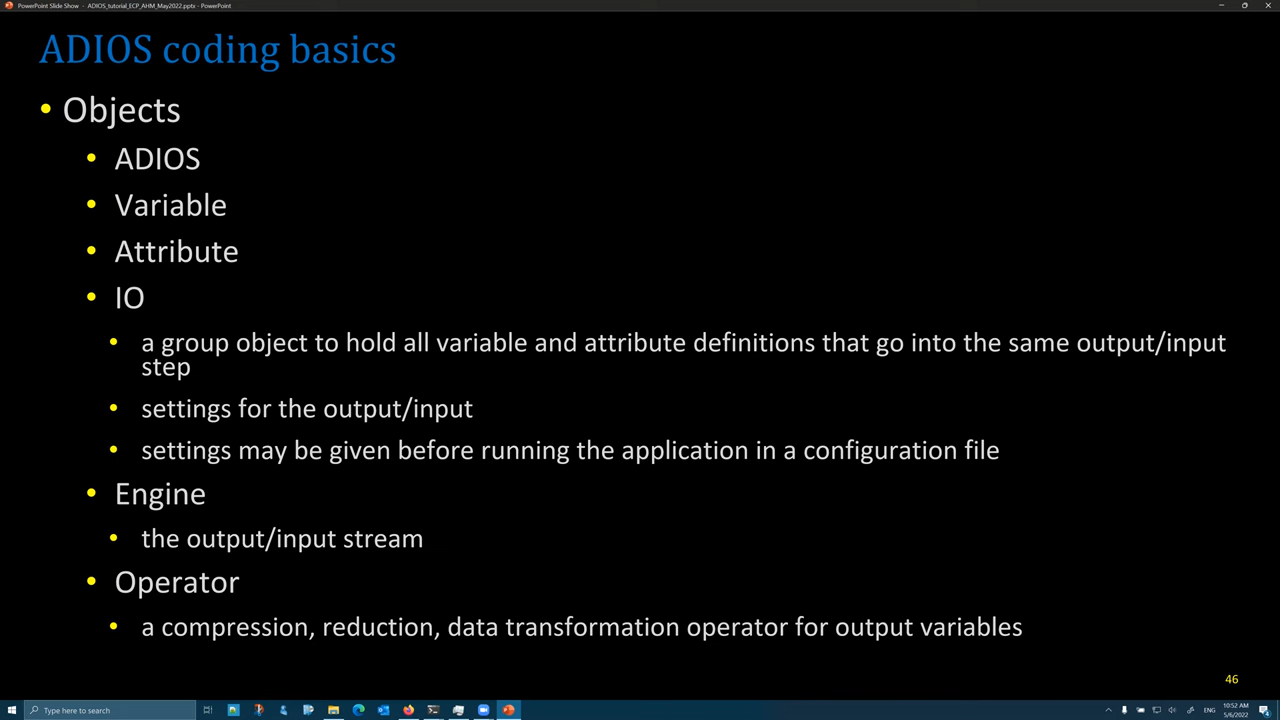 PowerPoint Slide Show - ADIOS_tutorial_ECP_AHM_May2022.pptx - PowerPoint
ADIOS coding basics
• Objects
• ADIOS
• Variable
• Attribute
• IO
• a group object to hold all variable and attribute definitions that go into the same output/input
step
• settings for the output/input
• settings may be given before running the application in a configuration file
• Engine
• the output/input stream
• Operator
• a compression, reduction, data transformation operator for output variables
46
Type here to search
ENG
10:52 AM
5/6/2022